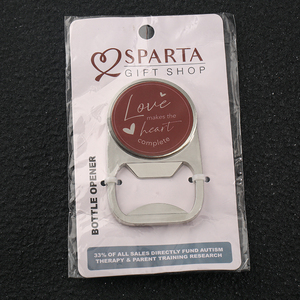 SPARTA
GIFT SHOP
Love
makes the
heart
complete
BOTTLE OPENER
33% OF ALL SALES DIRECTLY FUND AUTISM
THERAPY & PARENT TRAINING RESEARCH